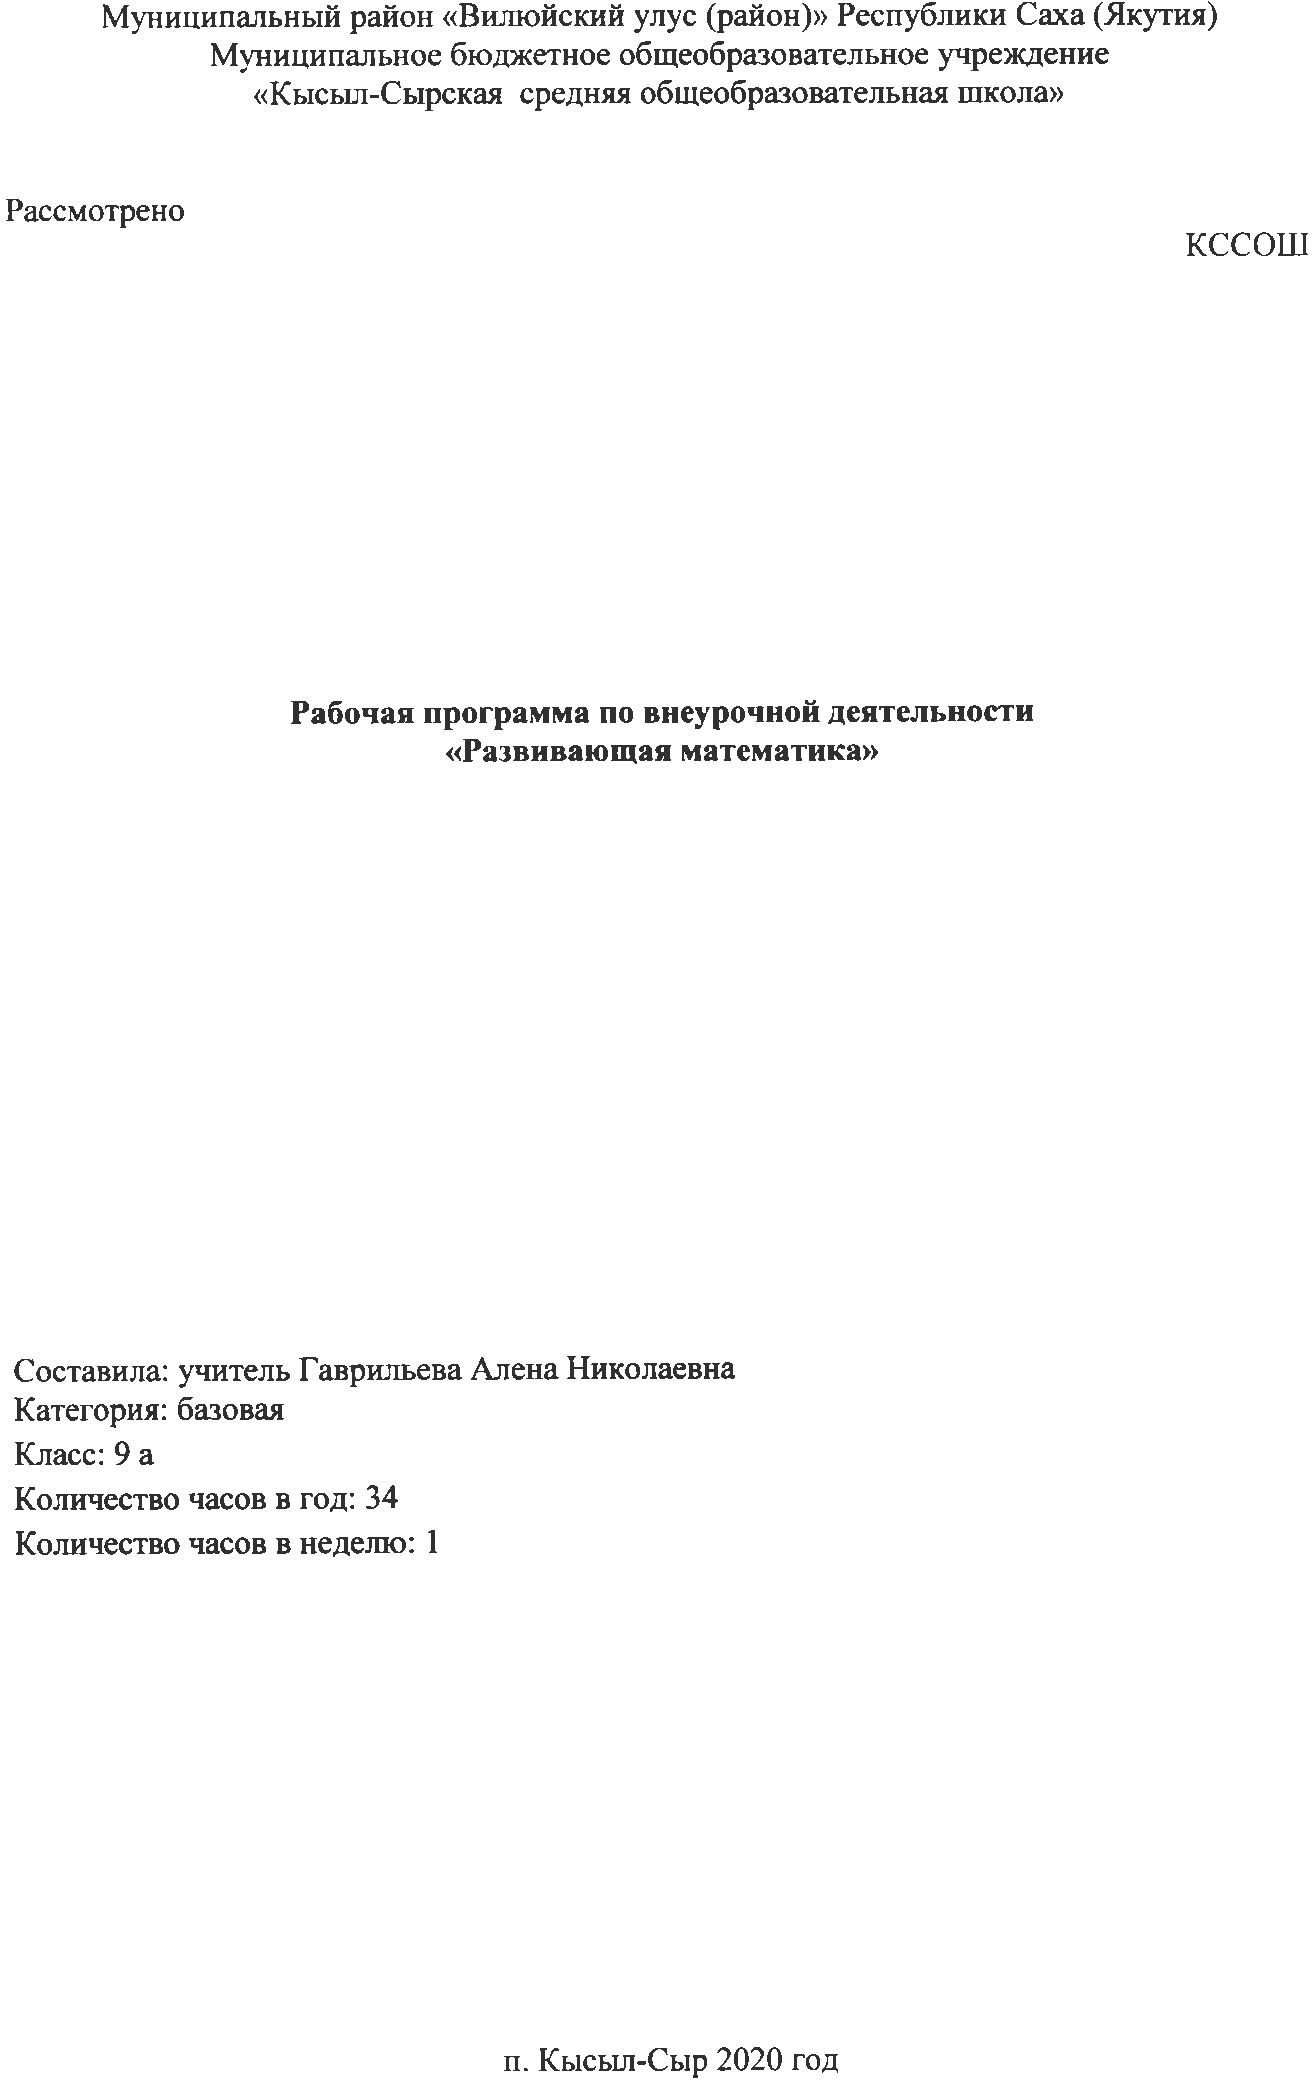 Муниципальный район «Вилюйский улус (район)» Республики Саха (Якутия)
Муниципальное бюджетное общеобразовательное учреждение
«Кысыл-Сырская средняя общеобразовательная школа»
Рассмотрено
КССОШ
Рабочая программа по внеурочной деятельности
«Развивающая математика»
Составила: учитель Гаврильева Алена Николаевна
Категория: базовая
Класс: 9 а
Количество часов в год: 34
Количество часов в неделю: 1
п. Кысыл-Сыр 2020 год